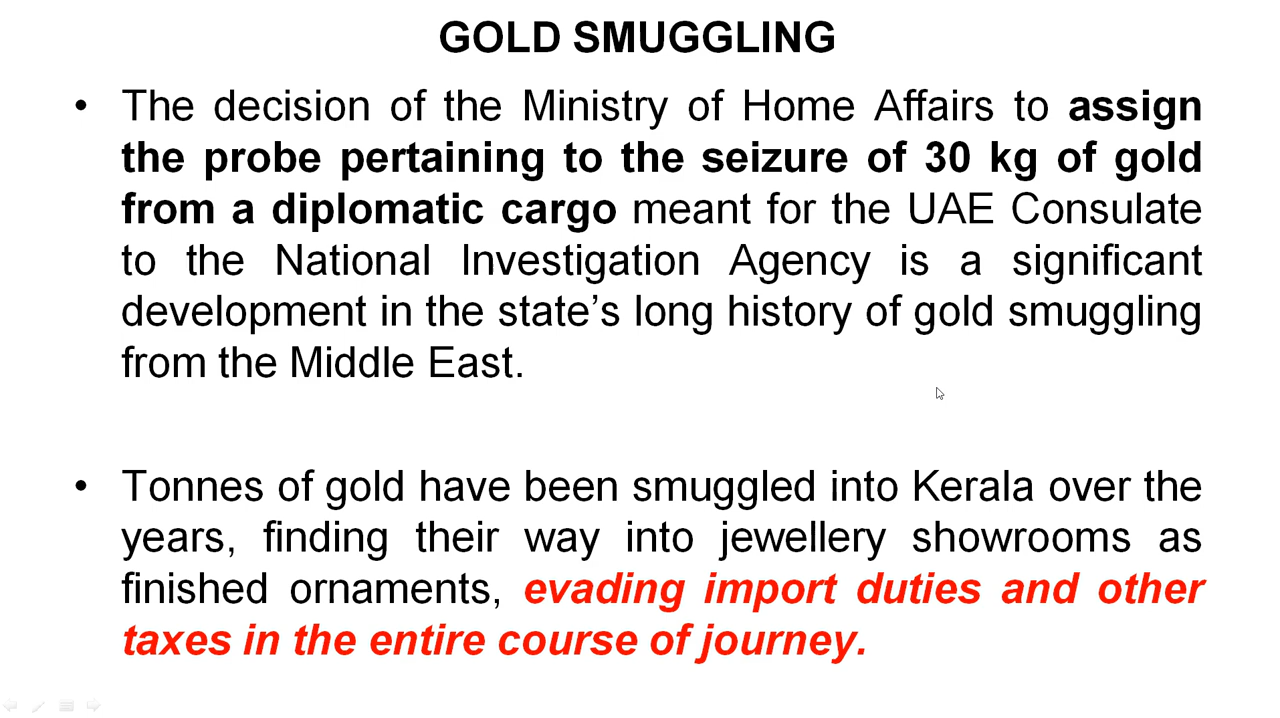 GOLD SMUGGLING
• The decision of the Ministry of Home Affairs to assign
the probe pertaining to the seizure of 30 kg of gold
from a diplomatic cargo meant for the UAE Consulate
to the National Investigation Agency is a significant
development in the state’s long history of gold smuggling
from the Middle East.
• Tonnes of gold have been smuggled into Kerala over the
years, finding their way into jewellery showrooms as
finished ornaments, evading import duties and other
taxes in the entire course of journey.